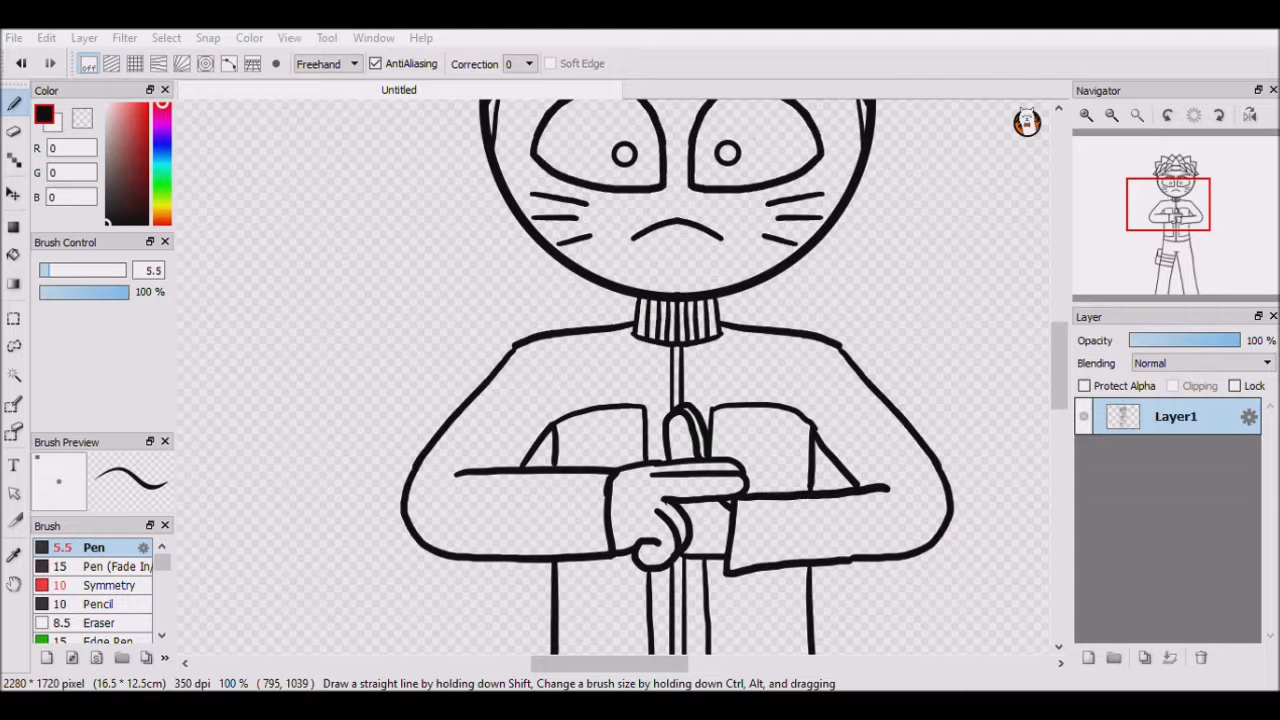 File Edit Layer Filter Select Snap Color View Tool Window Help
off Freehand AntiAliasing Correction 0 Soft Edge
Color
Untitled
Navigator
R 0
G 0
B 0
Brush Control
5.5
100 %
Layer
Opacity 100 %
Blending Normal
Protect Alpha Clipping Lock
Layer1
Brush Preview
Brush
5.5 Pen
15 Pen (Fade In/
10 Symmetry
10 Pencil
8.5 Eraser
15 Edge Pen
2280 * 1720 pixel (16.5 * 12.5cm) 350 dpi 100 % ( 795, 1039 ) Draw a straight line by holding down Shift, Change a brush size by holding down Ctrl, Alt, and dragging